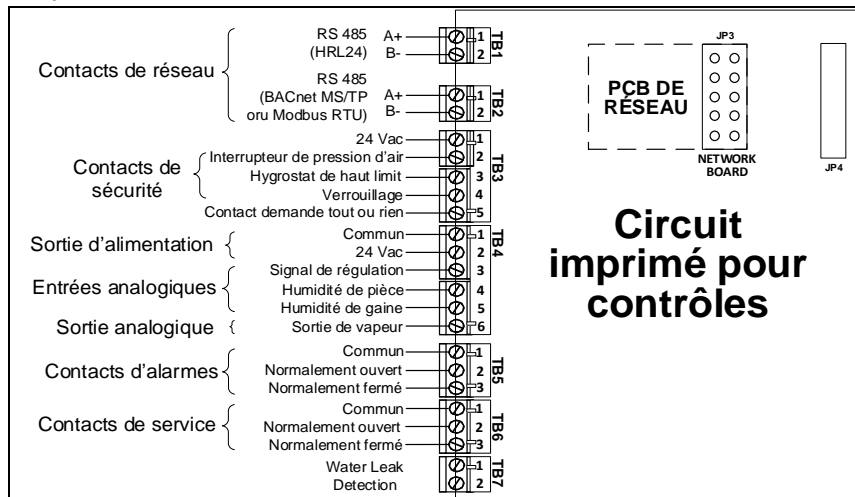 Contacts de réseau
RS 485 A+ 1
(HRL24) B- 2
TB1
RS 485
(BACnet MS/TP A+ 1
oru Modbus RTU) B- 2
TB2
24 Vac 1
Contacts de sécurité
Interrupteur de pression d'air 2
Hygrostat de haut limit 3
Verrouillage 4
Contact demande tout ou rien 5
TB3
Sortie d'alimentation
Commun 1
24 Vac 2
Entrées analogiques
Signal de régulation 3
Humidité de pièce 4
Humidité de gaine 5
Sortie analogique
Sortie de vapeur 6
TB4
Contacts d'alarmes
Commun 1
Normalement ouvert 2
Normalement fermé 3
TB5
Contacts de service
Commun 1
Normalement ouvert 2
Normalement fermé 3
TB6
Water Leak 1
Detection 2
TB7
JP3
PCB DE
RÉSEAU
NETWORK
BOARD
JP4
Circuit
imprimé pour
contrôles